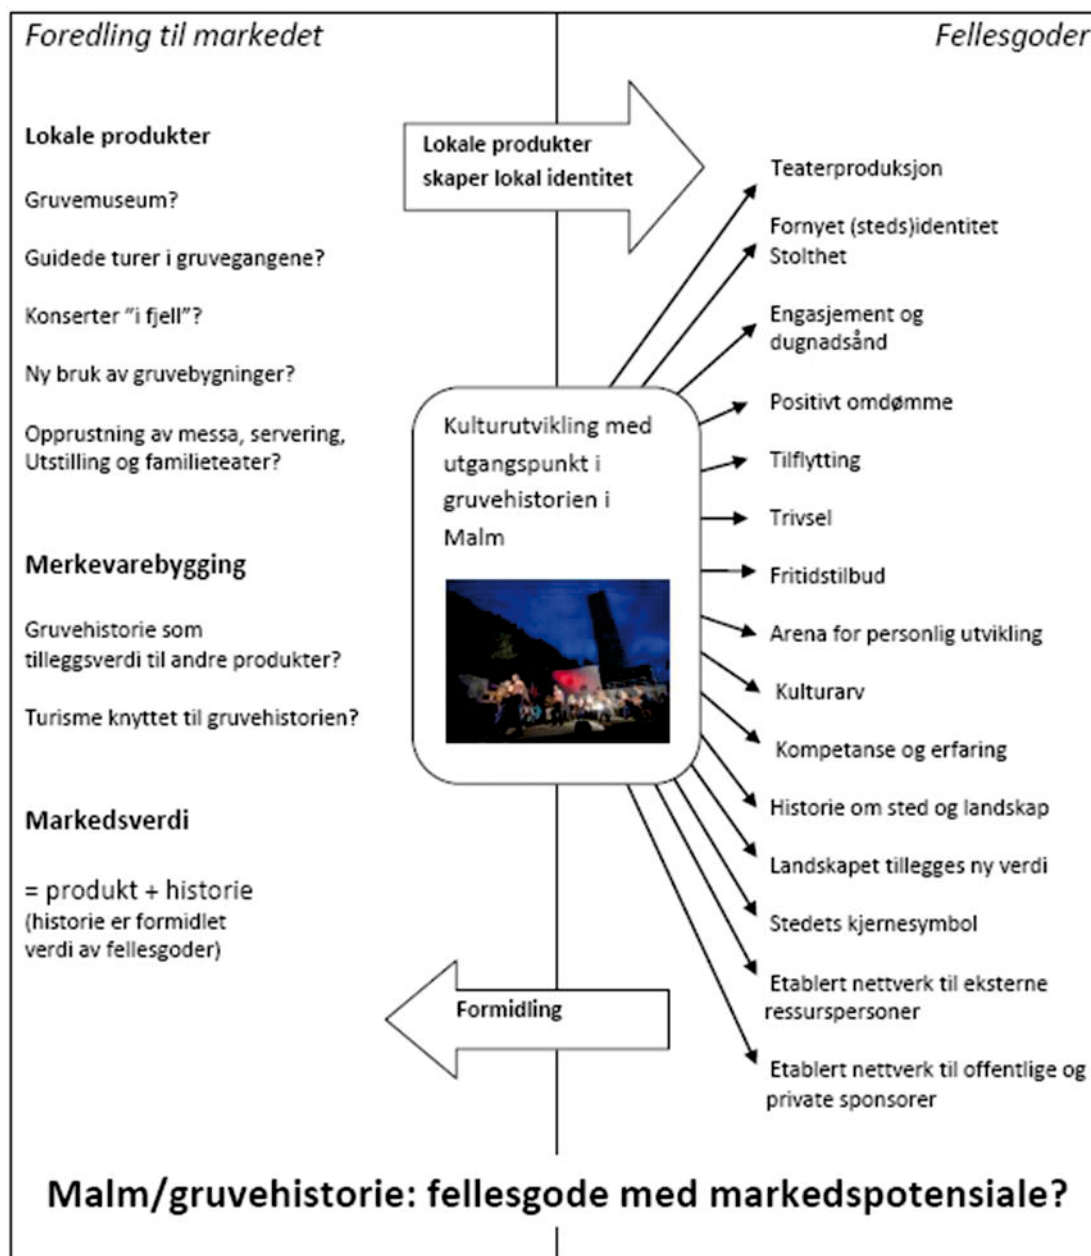 Foredling til markedet
Fellesgoder
Lokale produkter
Gruvemuseum?
Guidede turer i gruvegangene?
Konserter "i fjell"?
Ny bruk av gruvebygninger?
Opprustning av messa, servering,
Utstilling og familieteater?
Merkevarebygging
Gruvehistorie som
tilleggsverdi til andre produkter?
Turisme knyttet til gruvehistorien?
Markedsverdi
= produkt + historie
(historie er formidlet
verdi av fellesgoder)
Lokale produkter
skaper lokal identitet
Kulturutvikling med
utgangspunkt i
gruvehistorien i
Malm
Formidling
Teaterproduksjon
Fornyet (steds)identitet
Stolthet
Engasjement og
dugnadsånd
Positivt omdømme
Tilflytting
Trivsel
Fritidstilbud
Arena for personlig utvikling
Kulturarv
Kompetanse og erfaring
Historie om sted og landskap
Landskapet tillegges ny verdi
Stedets kjernesymbol
Etablert nettverk til eksterne
ressurspersoner
Etablert nettverk til offentlige og
private sponsorer
Malm/gruvehistorie: fellesgode med markedspotensiale?